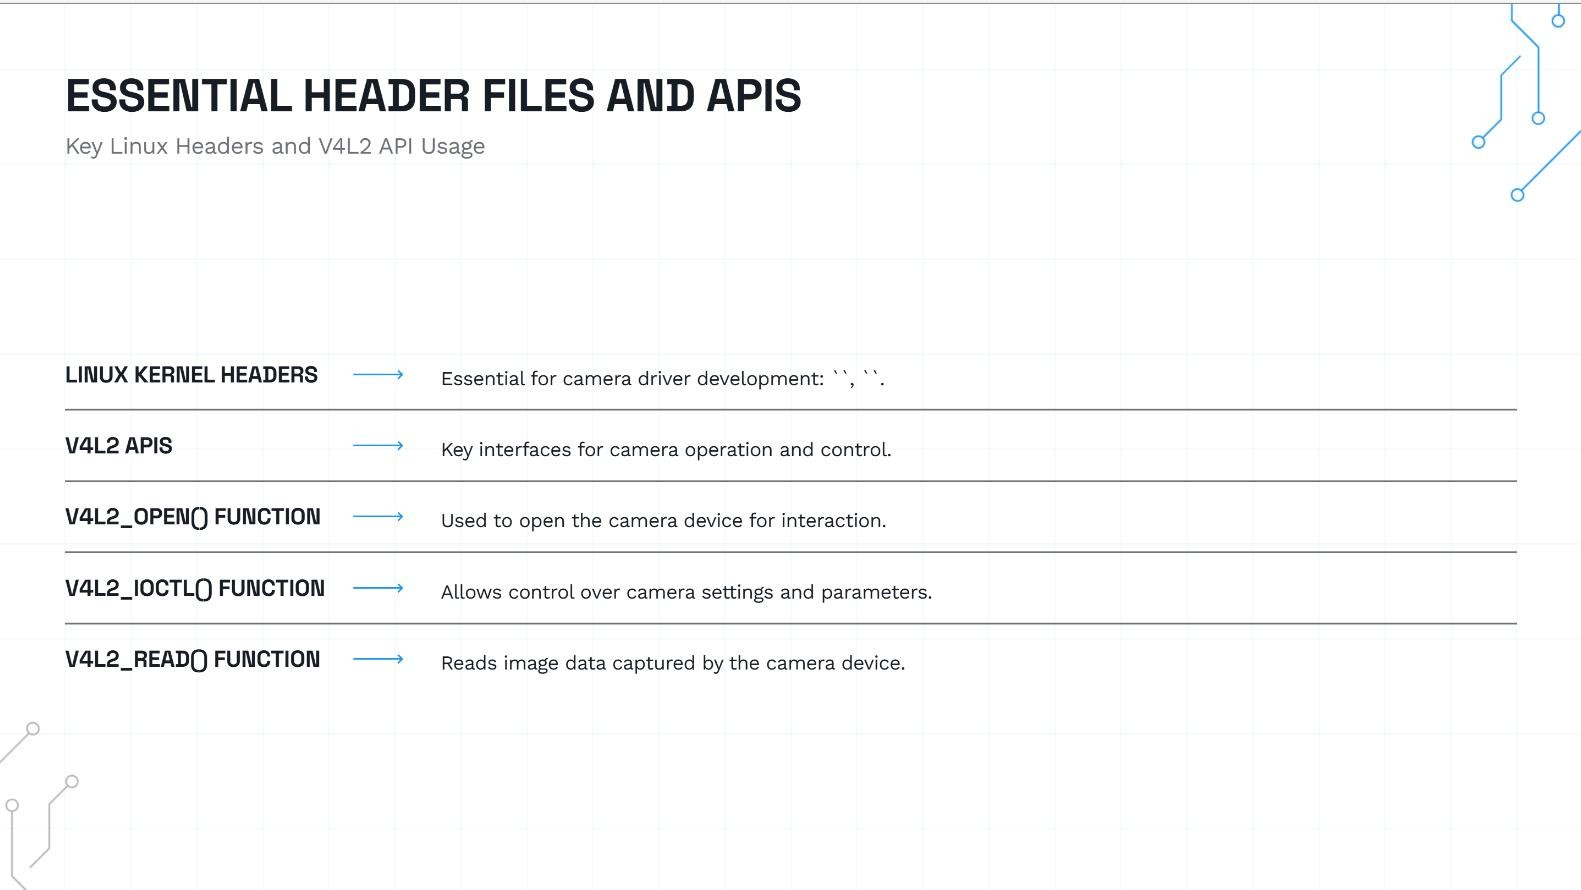 ESSENTIAL HEADER FILES AND APIS
Key Linux Headers and V4L2 API Usage
LINUX KERNEL HEADERS
Essential for camera driver development: ``, ``.
V4L2 APIS
Key interfaces for camera operation and control.
V4L2_OPEN() FUNCTION
Used to open the camera device for interaction.
V4L2_IOCTL() FUNCTION
Allows control over camera settings and parameters.
V4L2_READ() FUNCTION
Reads image data captured by the camera device.